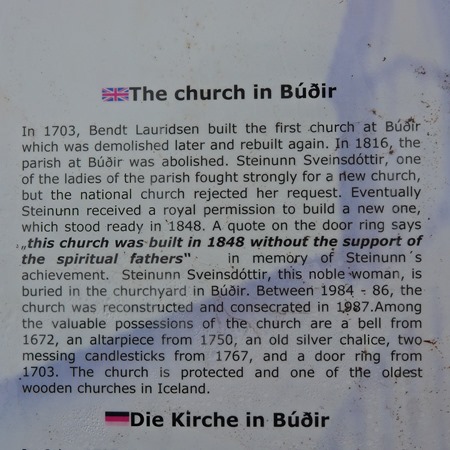 The church in Búðir
In 1703, Bendt Lauridsen built the first church at Búðir
which was demolished later and rebuilt again. In 1816, the
parish at Búðir was abolished. Steinunn Sveinsdóttir, one
of the ladies of the parish fought strongly for a new church,
but the national church rejected her request. Eventually
Steinunn received a royal permission to build a new one,
which stood ready in 1848. A quote on the door ring says
„this church was built in 1848 without the support of
the spiritual fathers“ in memory of Steinunn´s
achievement. Steinunn Sveinsdóttir, this noble woman, is
buried in the churchyard in Búðir. Between 1984 - 86, the
church was reconstructed and consecrated in 1987.Among
the valuable possessions of the church are a bell from
1672, an altarpiece from 1750, an old silver chalice, two
messing candlesticks from 1767, and a door ring from
1703. The church is protected and one of the oldest
wooden churches in Iceland.
Die Kirche in Búðir